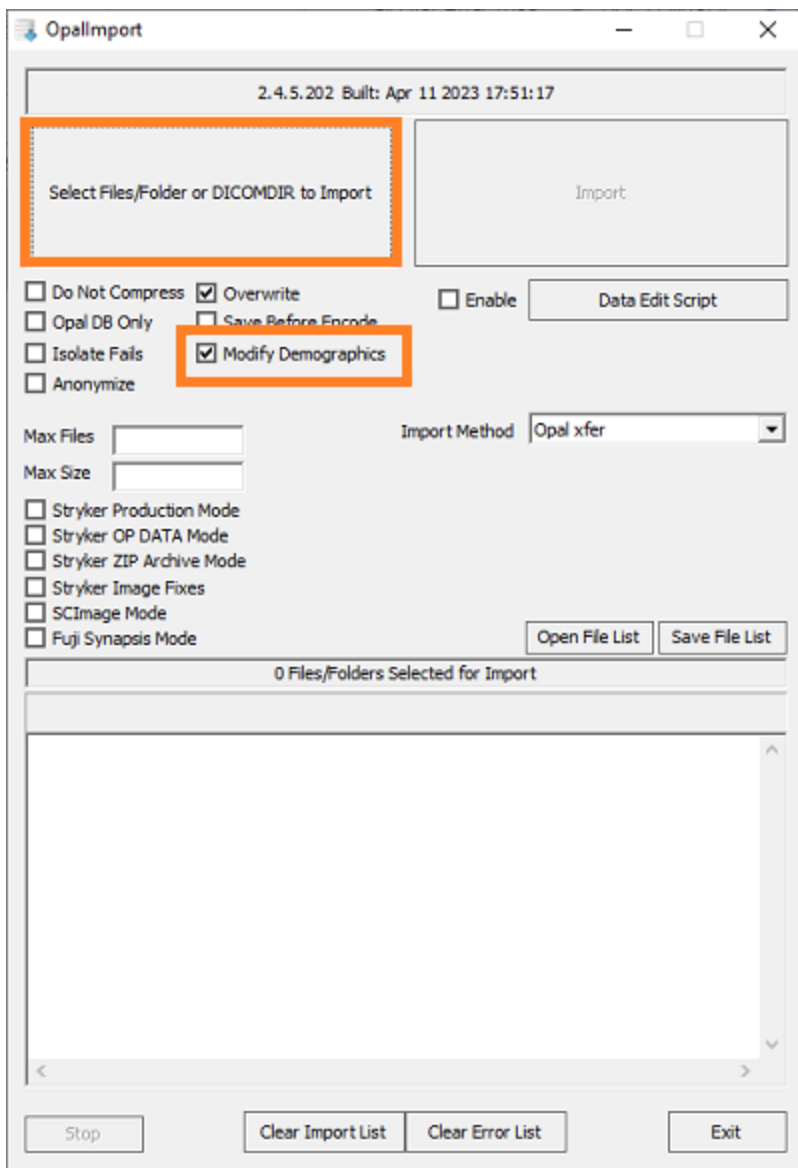 OpalImport
2.4.5.202 Built: Apr 11 2023 17:51:17
Select Files/Folder or DICOMDIR to Import
Import
Do Not Compress
Overwrite
Enable
Data Edit Script
Opal DB Only
Save Before Encode
Isolate Fails
Modify Demographics
Anonymize
Max Files
Import Method
Opal xfer
Max Size
Stryker Production Mode
Stryker OP DATA Mode
Stryker ZIP Archive Mode
Stryker Image Fixes
SCImage Mode
Fuji Synapsis Mode
Open File List
Save File List
0 Files/Folders Selected for Import
Stop
Clear Import List
Clear Error List
Exit